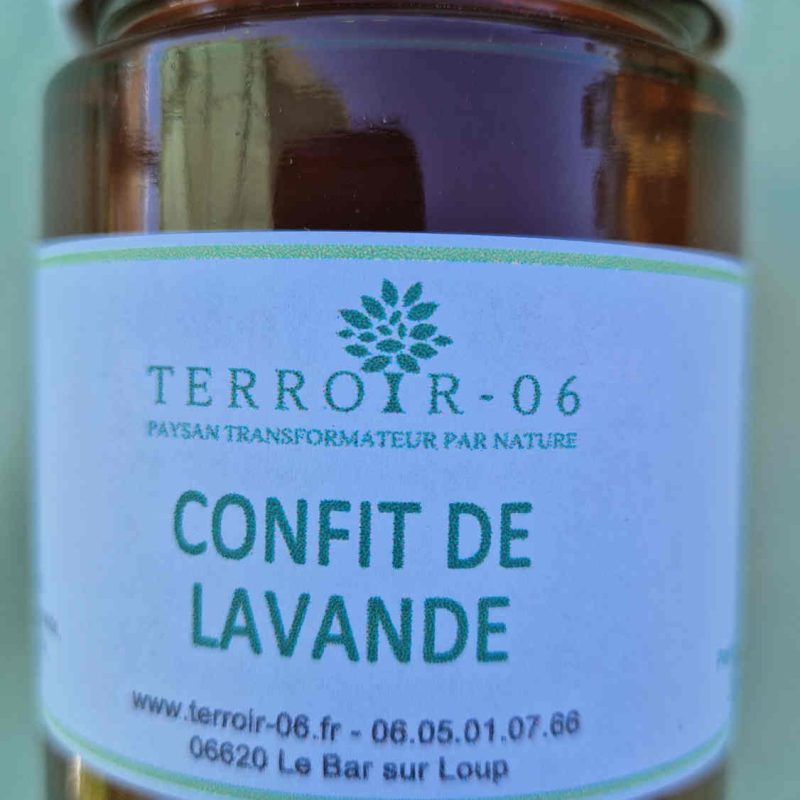 TERROIR-06
PAYSAN TRANSFORMATEUR PAR NATURE
CONFIT DE
LAVANDE
www.terroir-06.fr - 06.05.01.07.66
06620 Le Bar sur Loup